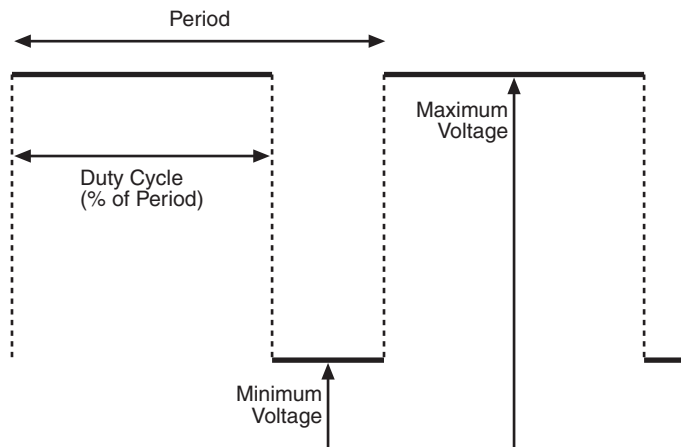 Period
Maximum
Voltage
Duty Cycle
(% of Period)
Minimum
Voltage